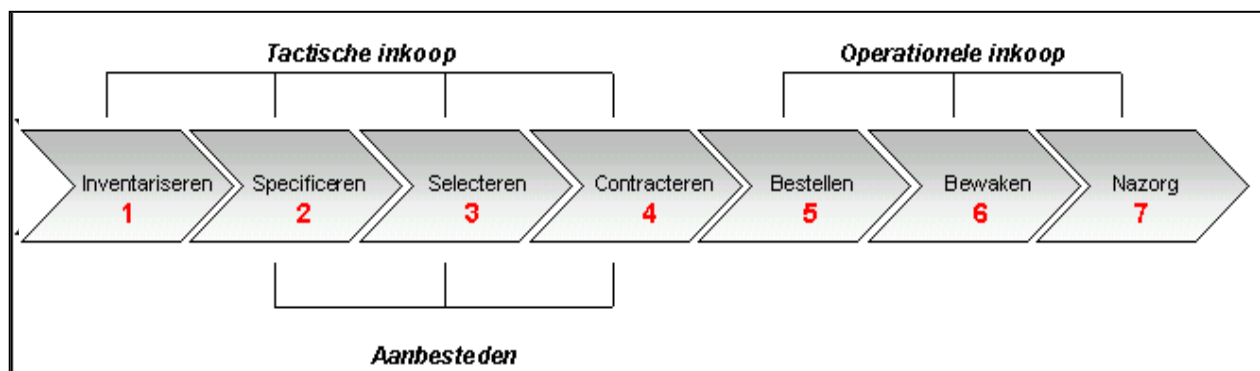 Tactische inkoop Operationele inkoop
Inventariseren Specificeren Selecteren Contracteren Bestellen Bewaken Nazorg
1 2 3 4 5 6 7
Aanbesteden